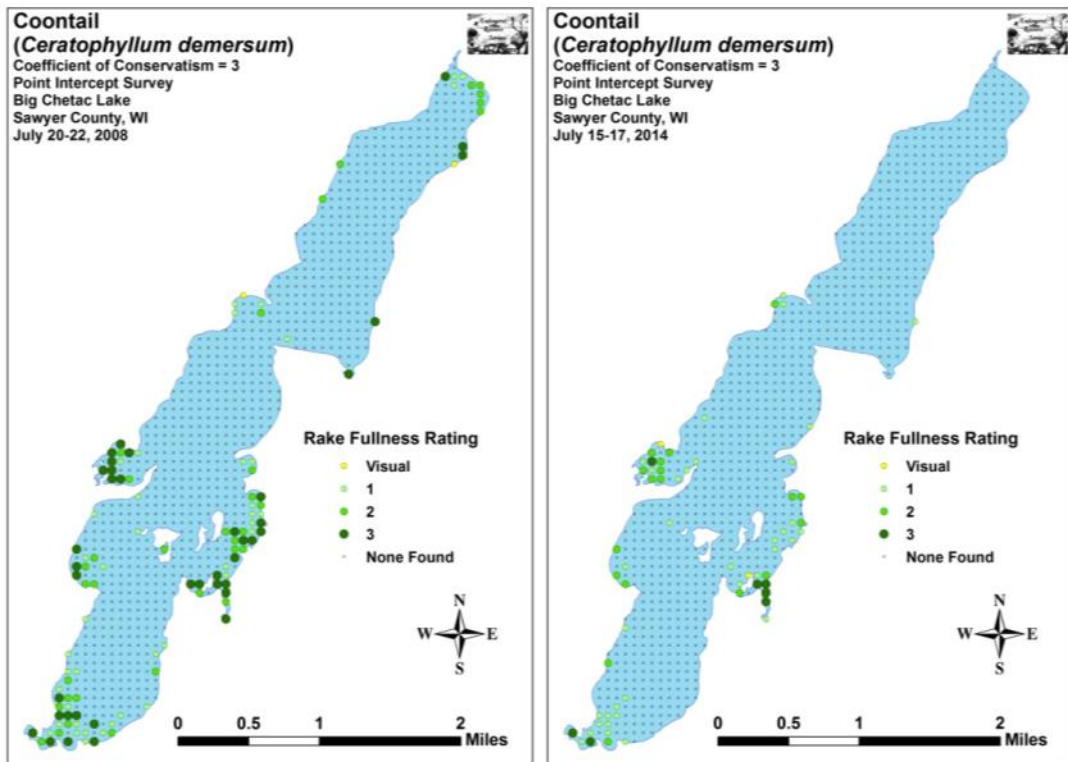 Coontail
(Ceratophyllum demersum)
Coefficient of Conservatism = 3
Point Intercept Survey
Big Chetac Lake
Sawyer County, WI
July 20-22, 2008
Rake Fullness Rating
Visual
1
2
3
None Found
N
W E
S
0 0.5 1 2
Miles
Coontail
(Ceratophyllum demersum)
Coefficient of Conservatism = 3
Point Intercept Survey
Big Chetac Lake
Sawyer County, WI
July 15-17, 2014
Rake Fullness Rating
Visual
1
2
3
None Found
N
W E
S
0 0.5 1 2
Miles